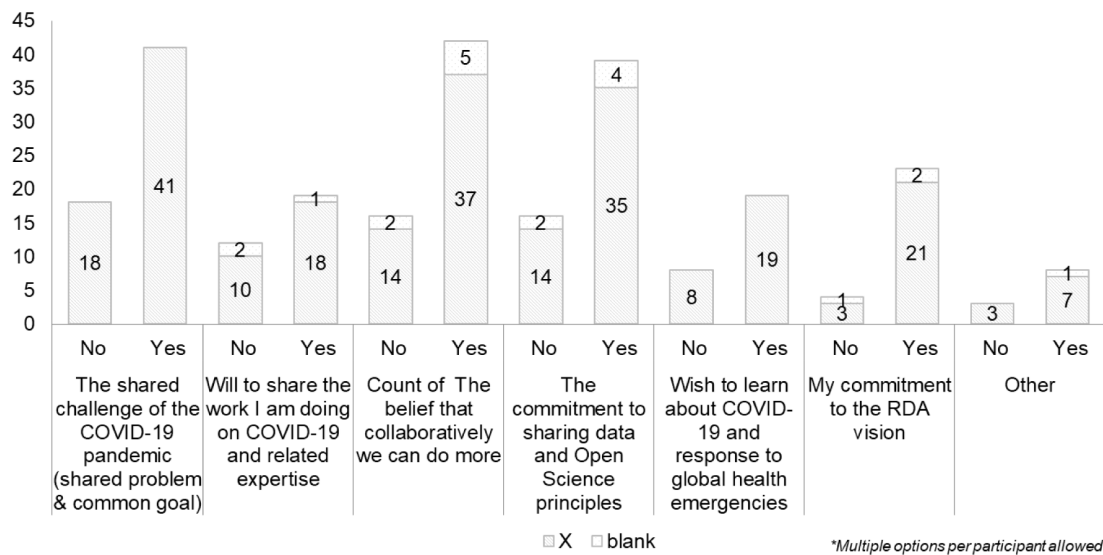 45
40
35
30
25
20
15
10
5
0
18
41
2
10
1
18
2
14
5
37
2
14
4
35
8
19
1
3
2
21
3
1
7
No Yes No Yes No Yes No Yes No Yes No Yes No Yes
The shared
challenge of the
COVID-19
pandemic
(shared problem
& common goal)
Will to share the
work I am doing
on COVID-19
and related
expertise
Count of The
belief that
collaboratively
we can do more
The
commitment to
sharing data
and Open
Science
principles
Wish to learn
about COVID-
19 and
response to
global health
emergencies
My commitment
to the RDA
vision
Other
X blank
*Multiple options per participant allowed